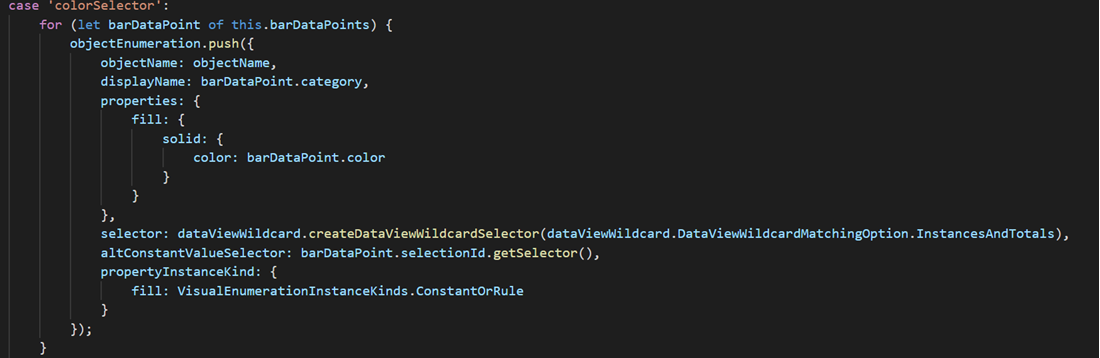 case 'colorSelector':
for (let barDataPoint of this.barDataPoints) {
objectEnumeration.push({
objectName: objectName,
displayName: barDataPoint.category,
properties: {
fill: {
solid: {
color: barDataPoint.color
}
}
},
selector: dataViewWildcard.createDataViewWildcardSelector(dataViewWildcard.DataViewWildcardMatchingOption.InstancesAndTotals),
altConstantValueSelector: barDataPoint.selectionId.getSelector(),
propertyInstanceKind: {
fill: VisualEnumerationInstanceKinds.ConstantOrRule
}
});
}